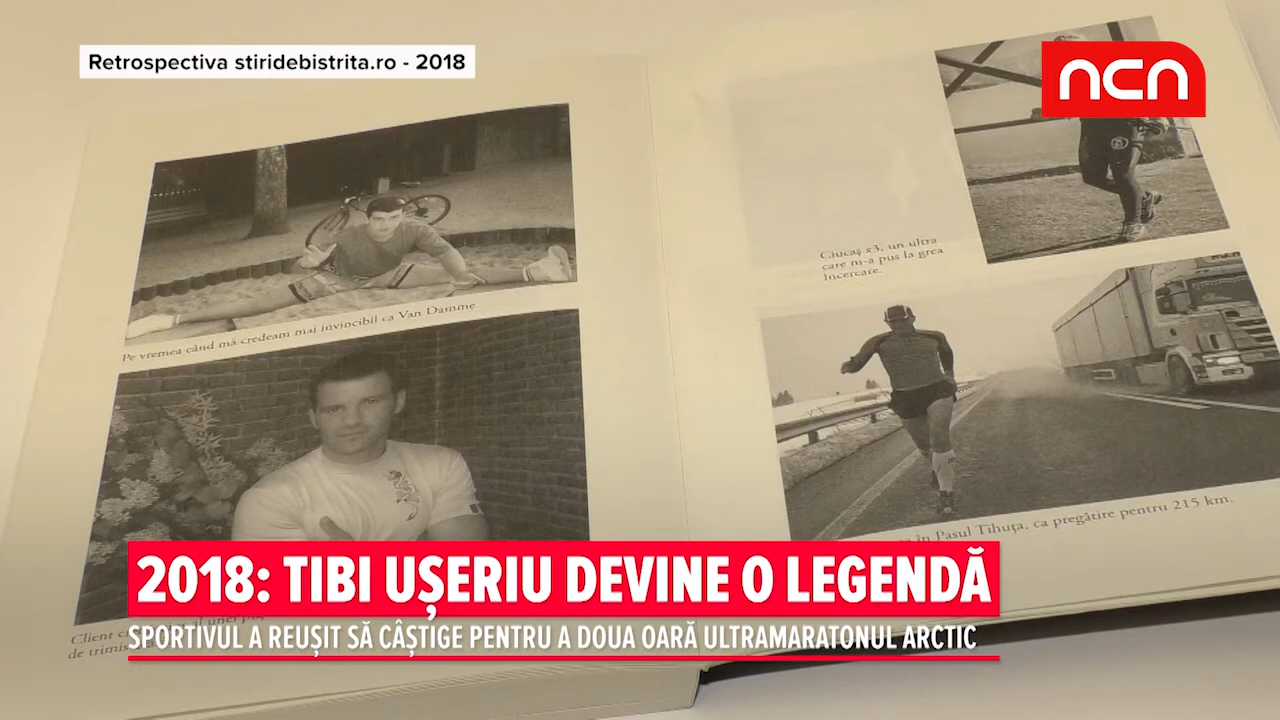 Retrospectiva stiridebistrita.ro - 2018
ncn
Pe vremea când mă credeam mai invincibil ca Van Damme
Ciucaș x3, un ultra
care m-a pus la grea
încercare.
în Pasul Tihuța, ca pregătire pentru 215 km.
Client
de
2018: TIBI UȘERIU DEVINE O LEGENDĂ
SPORTIVUL A REUȘIT SĂ CÂȘTIGE PENTRU A DOUA OARĂ ULTRAMARATONUL ARCTIC